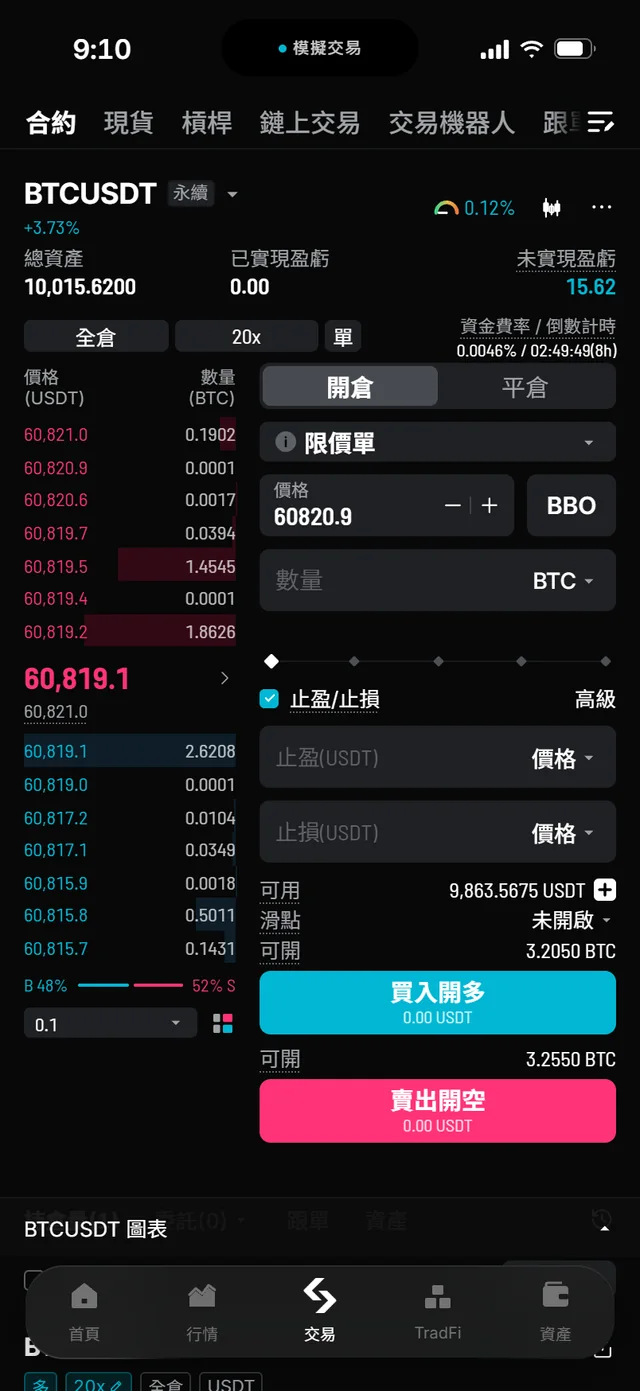 9:10
模擬交易
合約 現貨 槓桿 鏈上交易 交易機器人 跟單
BTCUSDT 永續
0.12%
+3.73%
總資產 已實現盈虧 未實現盈虧
10,015.6200 0.00 15.62
全倉 20x 單
資金費率 / 倒數計時
0.0046% / 02:49:49(8h)
價格 數量
(USDT) (BTC)
60,821.0 0.1902
60,820.9 0.0001
60,820.6 0.0017
60,819.7 0.0394
60,819.5 1.4545
60,819.4 0.0001
60,819.2 1.8626
60,819.1
60,821.0
60,819.1 2.6208
60,819.0 0.0001
60,817.2 0.0104
60,817.1 0.0349
60,815.9 0.0018
60,815.8 0.5011
60,815.7 0.1431
B 48% 52% S
0.1
開倉 平倉
限價單
價格
60820.9
BBO
數量 BTC
止盈/止損 高級
止盈(USDT) 價格
止損(USDT) 價格
可用 9,863.5675 USDT
滑點 未開啟
可開 3.2050 BTC
買入開多
0.00 USDT
可開 3.2550 BTC
賣出開空
0.00 USDT
委託(0) 跟單 資產
BTCUSDT 圖表
首頁 行情 交易 TradFi 資產
多 20x 全倉 USDT